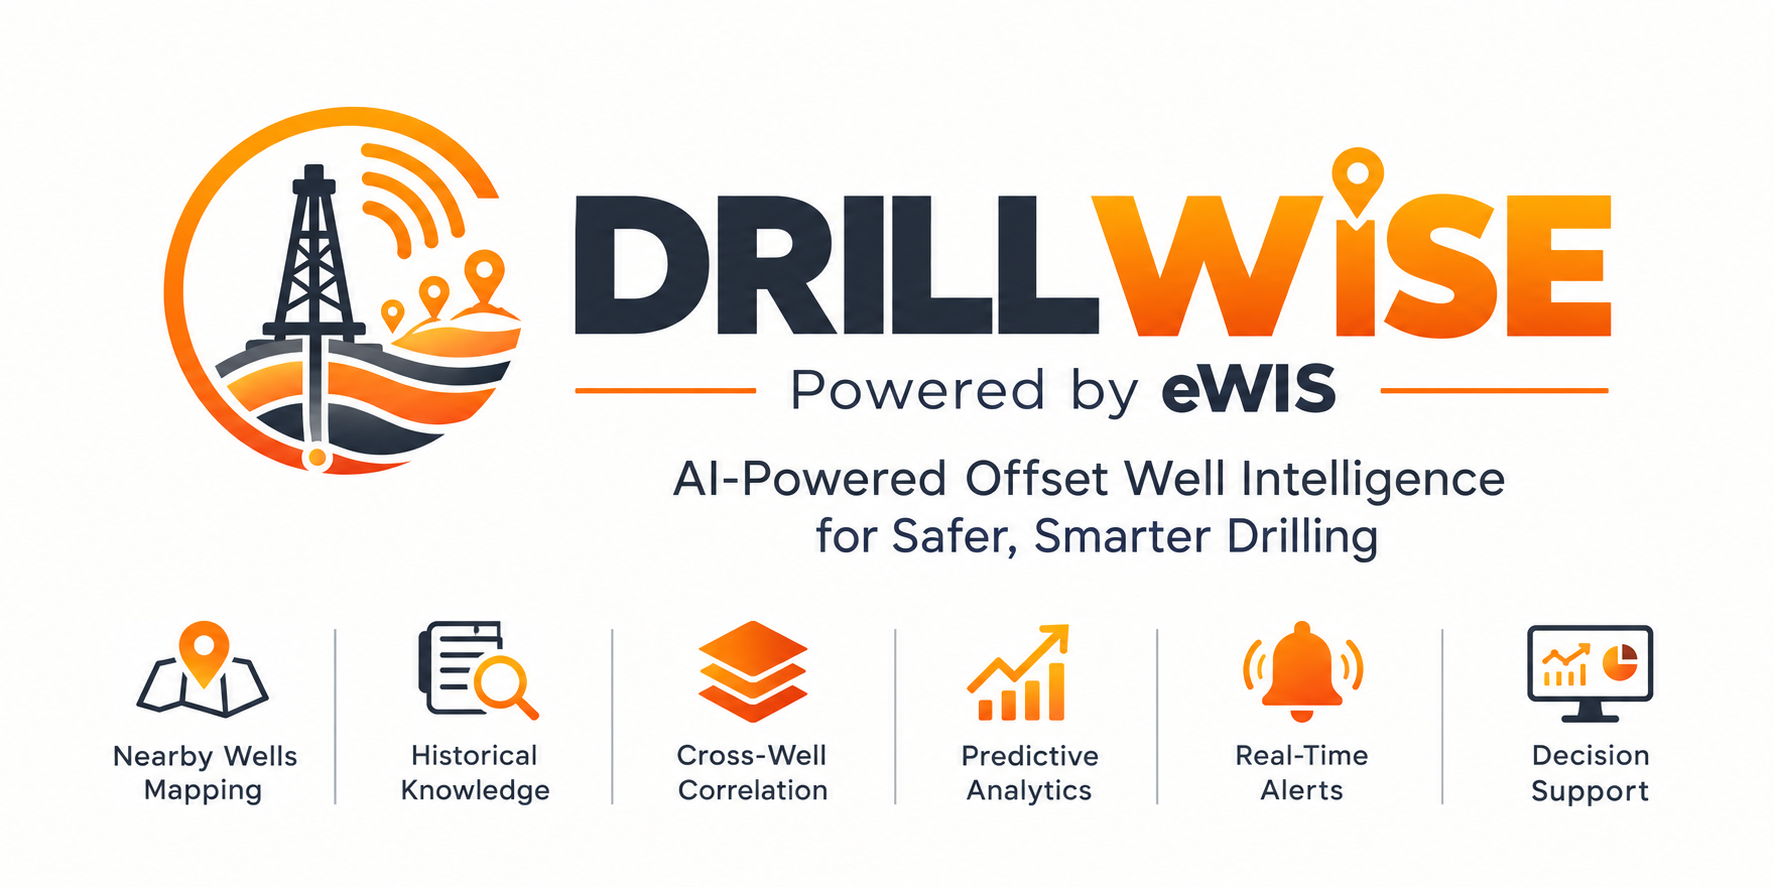 DRILLWiSE
Powered by eWIS
AI-Powered Offset Well Intelligence
for Safer, Smarter Drilling
Nearby Wells
Mapping
Historical
Knowledge
Cross-Well
Correlation
Predictive
Analytics
Real-Time
Alerts
Decision
Support